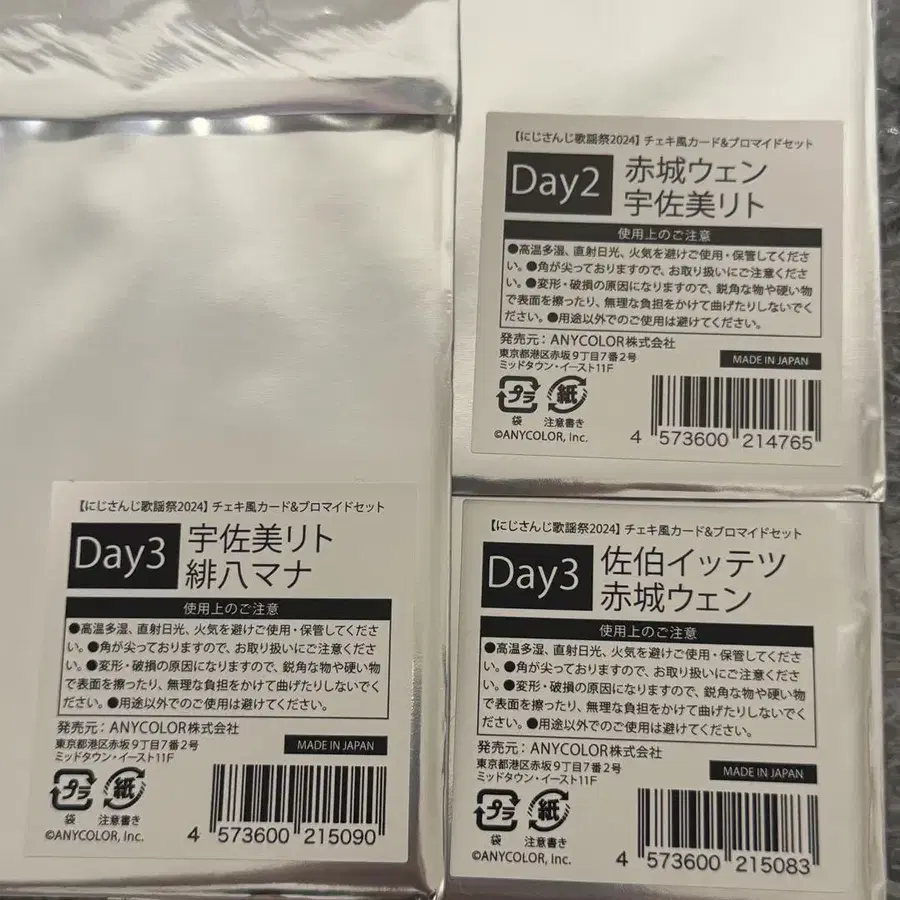 【にじさんじ歌謡祭2024】チェキ風カード&ブロマイドセット
Day2
赤城ウェン
宇佐美リト
使用上のご注意
●高温多湿、直射日光、火気を避けご使用・保管してくださ
い。●角が尖っておりますので、お取り扱いにご注意くださ
い。●変形・破損の原因になりますので、鋭角な物や硬い物
で表面を擦ったり、無理な負担をかけて曲げたりしないでく
ださい。●用途以外でのご使用は避けてください。
発売元：ANYCOLOR株式会社
東京都港区赤坂9丁目7番2号
ミッドタウン・イースト11F
MADE IN JAPAN
プラ
紙
袋
注意書き
©ANYCOLOR, Inc.
4 573600 214765
【にじさんじ歌謡祭2024】チェキ風カード&ブロマイドセット
Day3
宇佐美リト
緋八マナ
使用上のご注意
●高温多湿、直射日光、火気を避けご使用・保管してくださ
い。●角が尖っておりますので、お取り扱いにご注意くださ
い。●変形・破損の原因になりますので、鋭角な物や硬い物
で表面を擦ったり、無理な負担をかけて曲げたりしないでく
ださい。●用途以外でのご使用は避けてください。
発売元：ANYCOLOR株式会社
東京都港区赤坂9丁目7番2号
ミッドタウン・イースト11F
MADE IN JAPAN
プラ
紙
袋
注意書き
©ANYCOLOR, Inc.
4 573600 215090
【にじさんじ歌謡祭2024】チェキ風カード&ブロマイドセット
Day3
佐伯イッテツ
赤城ウェン
使用上のご注意
●高温多湿、直射日光、火気を避けご使用・保管してくださ
い。●角が尖っておりますので、お取り扱いにご注意くださ
い。●変形・破損の原因になりますので、鋭角な物や硬い物
で表面を擦ったり、無理な負担をかけて曲げたりしないでく
ださい。●用途以外でのご使用は避けてください。
発売元：ANYCOLOR株式会社
東京都港区赤坂9丁目7番2号
ミッドタウン・イースト11F
MADE IN JAPAN
プラ
紙
袋
注意書き
©ANYCOLOR, Inc.
4 573600 215083